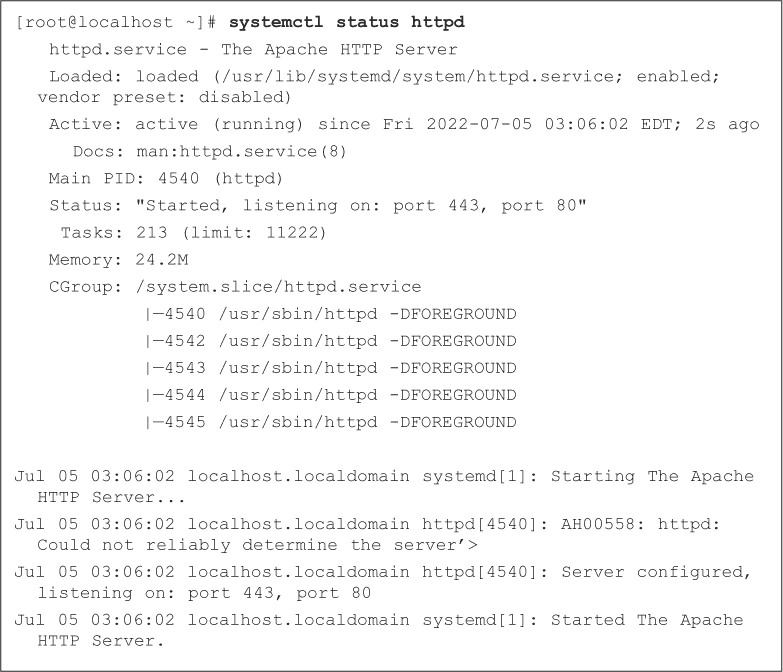 [root@localhost ~]# systemctl status httpd
httpd.service - The Apache HTTP Server
Loaded: loaded (/usr/lib/systemd/system/httpd.service; enabled;
vendor preset: disabled)
Active: active (running) since Fri 2022-07-05 03:06:02 EDT; 2s ago
Docs: man:httpd.service(8)
Main PID: 4540 (httpd)
Status: "Started, listening on: port 443, port 80"
Tasks: 213 (limit: 11222)
Memory: 24.2M
CGroup: /system.slice/httpd.service
|—4540 /usr/sbin/httpd -DFOREGROUND
|—4542 /usr/sbin/httpd -DFOREGROUND
|—4543 /usr/sbin/httpd -DFOREGROUND
|—4544 /usr/sbin/httpd -DFOREGROUND
|—4545 /usr/sbin/httpd -DFOREGROUND
Jul 05 03:06:02 localhost.localdomain systemd[1]: Starting The Apache
HTTP Server...
Jul 05 03:06:02 localhost.localdomain httpd[4540]: AH00558: httpd:
Could not reliably determine the server’>
Jul 05 03:06:02 localhost.localdomain httpd[4540]: Server configured,
listening on: port 443, port 80
Jul 05 03:06:02 localhost.localdomain systemd[1]: Started The Apache
HTTP Server.